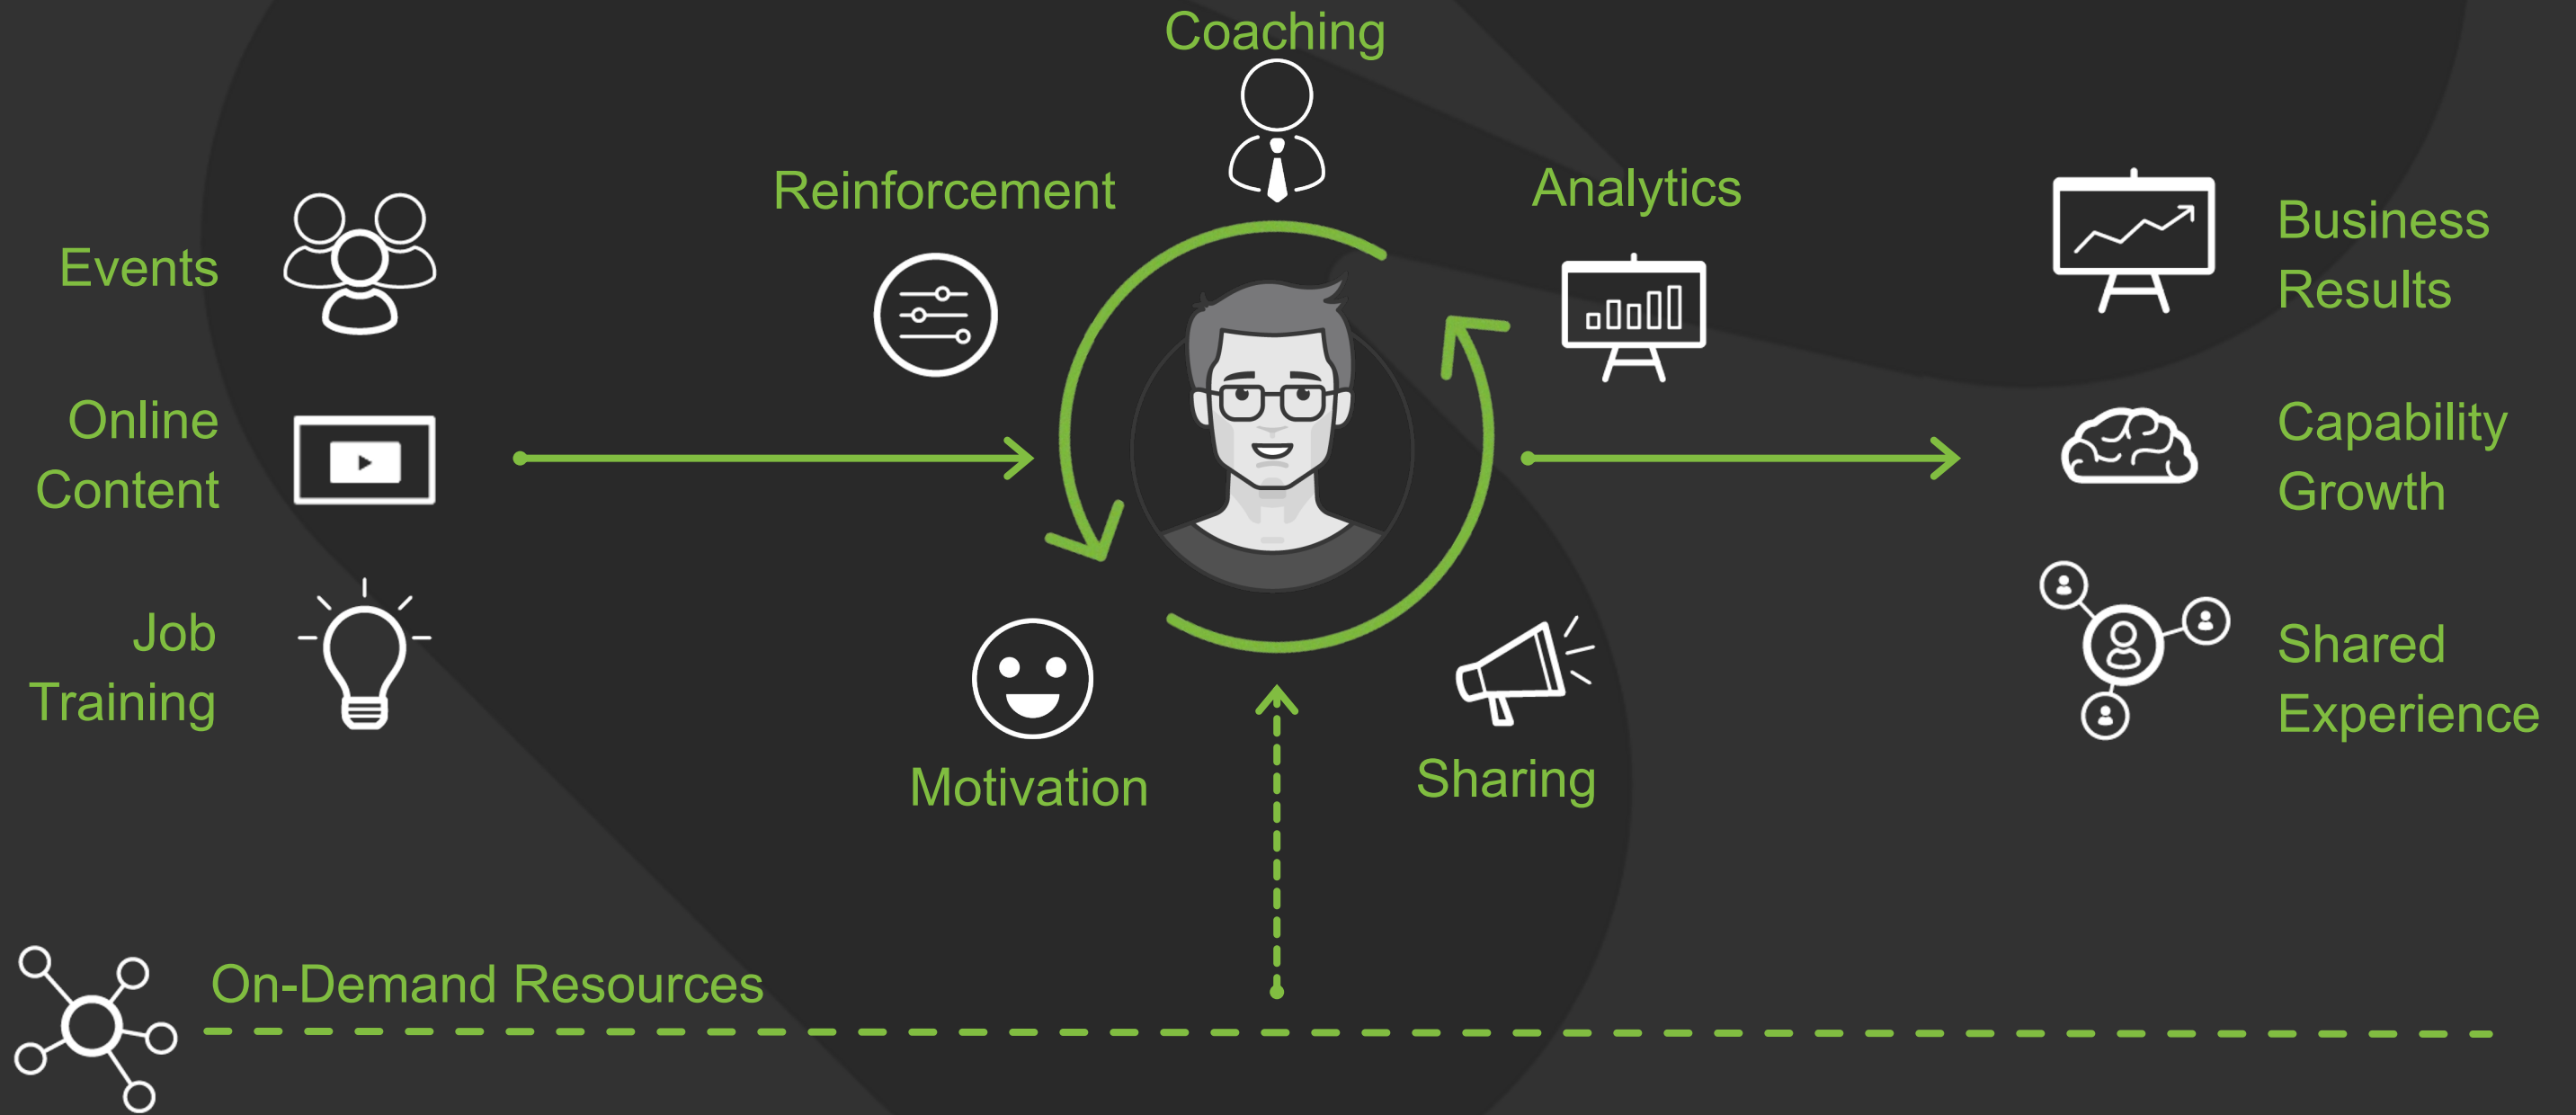 Coaching
Reinforcement
Analytics
Events
Online
Content
Job
Training
Motivation
Sharing
Business
Results
Capability
Growth
Shared
Experience
On-Demand Resources